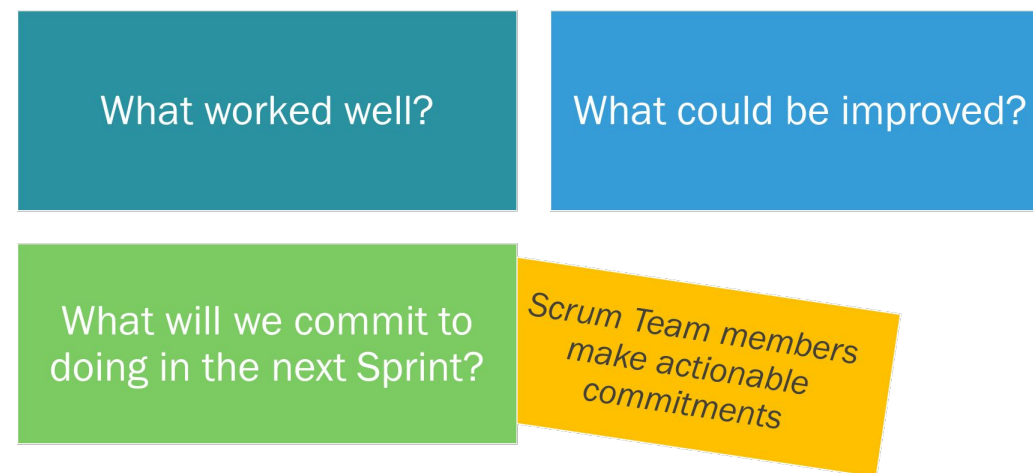 What worked well?
What could be improved?
What will we commit to
doing in the next Sprint?
Scrum Team members
make actionable
commitments